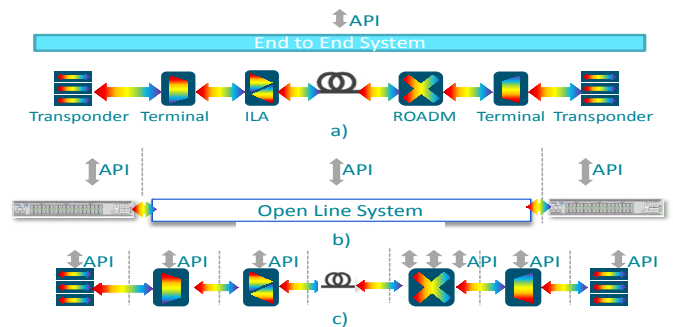 API
End to End System
Transponder Terminal ILA ROADM Terminal Transponder
a)
API API API
Open Line System
b)
API API API API API API
c)